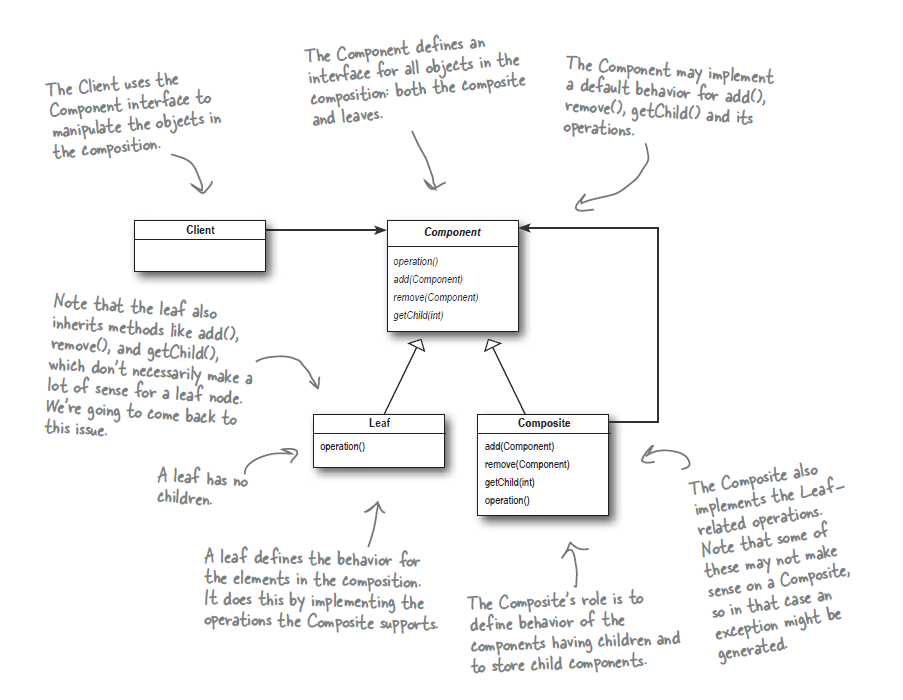 The Client uses the
Component interface to
manipulate the objects in
the composition.
The Component defines an
interface for all objects in the
composition: both the composite
and leaves.
The Component may implement
a default behavior for add(),
remove(), getChild() and its
operations.
Client
Component
operation()
add(Component)
remove(Component)
getChild(int)
Note that the leaf also
inherits methods like add(),
remove(), and getChild(),
which don't necessarily make a
lot of sense for a leaf node.
We're going to come back to
this issue.
Leaf
operation()
Composite
add(Component)
remove(Component)
getChild(int)
operation()
A leaf has no
children.
The Composite also
implements the Leaf-
related operations.
Note that some of
these may not make
sense on a Composite,
so in that case an
exception might be
generated.
A leaf defines the behavior for
the elements in the composition.
It does this by implementing the
operations the Composite supports.
The Composite's role is to
define behavior of the
components having children and
to store child components.